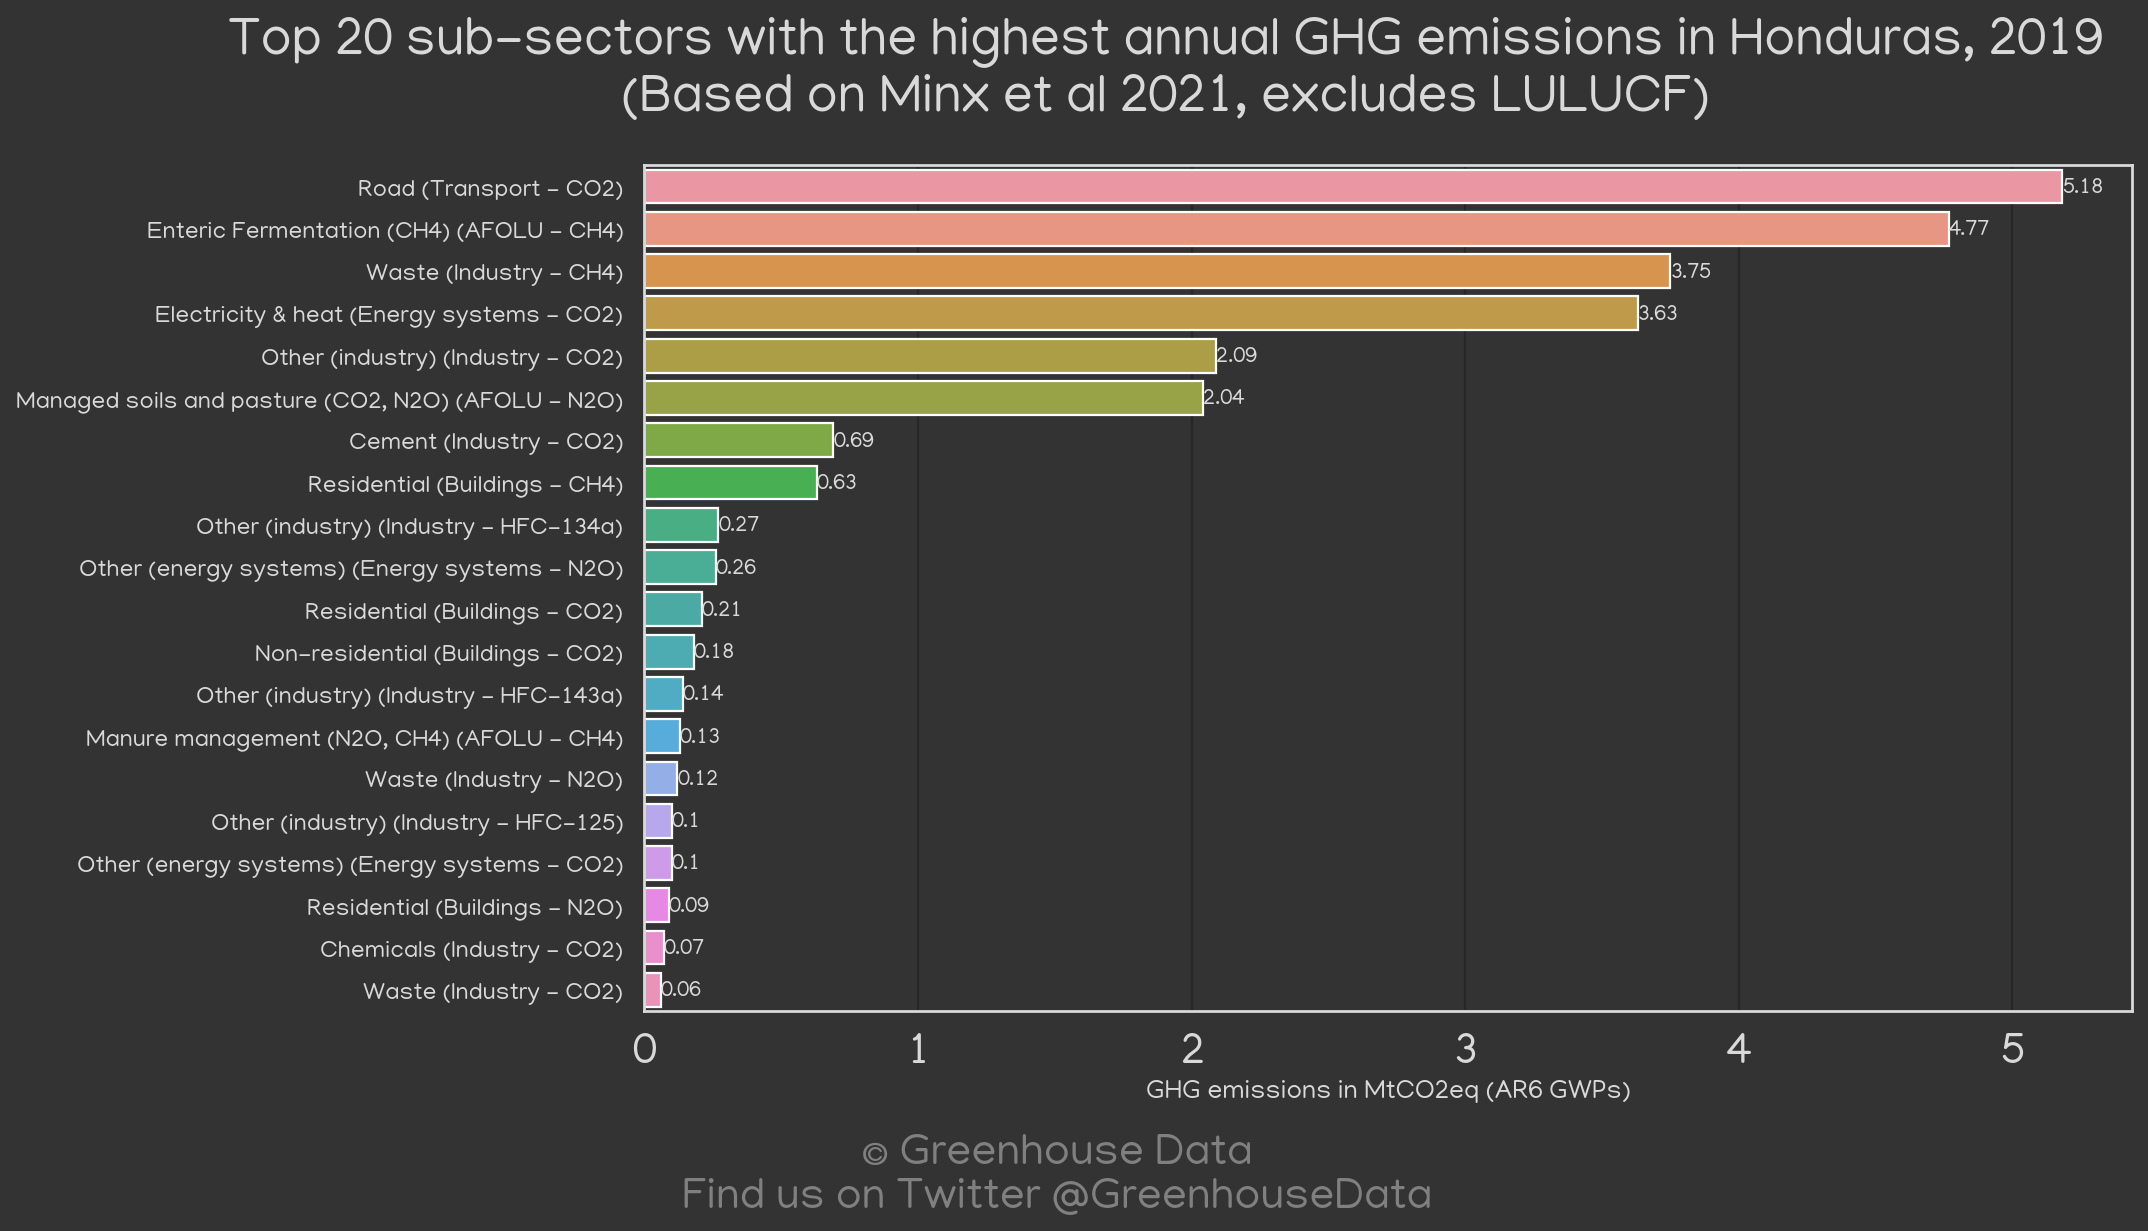 Top 20 sub-sectors with the highest annual GHG emissions in Honduras, 2019
(Based on Minx et al 2021, excludes LULUCF)
Road (Transport - CO2) 5.18
Enteric Fermentation (CH4) (AFOLU - CH4) 4.77
Waste (Industry - CH4) 3.75
Electricity & heat (Energy systems - CO2) 3.63
Other (industry) (Industry - CO2) 2.09
Managed soils and pasture (CO2, N2O) (AFOLU - N2O) 2.04
Cement (Industry - CO2) 0.69
Residential (Buildings - CH4) 0.63
Other (industry) (Industry - HFC-134a) 0.27
Other (energy systems) (Energy systems - N2O) 0.26
Residential (Buildings - CO2) 0.21
Non-residential (Buildings - CO2) 0.18
Other (industry) (Industry - HFC-143a) 0.14
Manure management (N2O, CH4) (AFOLU - CH4) 0.13
Waste (Industry - N2O) 0.12
Other (industry) (Industry - HFC-125) 0.1
Other (energy systems) (Energy systems - CO2) 0.1
Residential (Buildings - N2O) 0.09
Chemicals (Industry - CO2) 0.07
Waste (Industry - CO2) 0.06
0 1 2 3 4 5
GHG emissions in MtCO2eq (AR6 GWPs)
© Greenhouse Data
Find us on Twitter @GreenhouseData